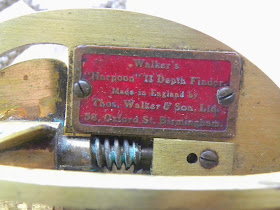 Walker's
"Harpoon" II Depth Finder
Made in England by
Thos. Walker & Son, Ltd.
58, Oxford St. Birmingham.